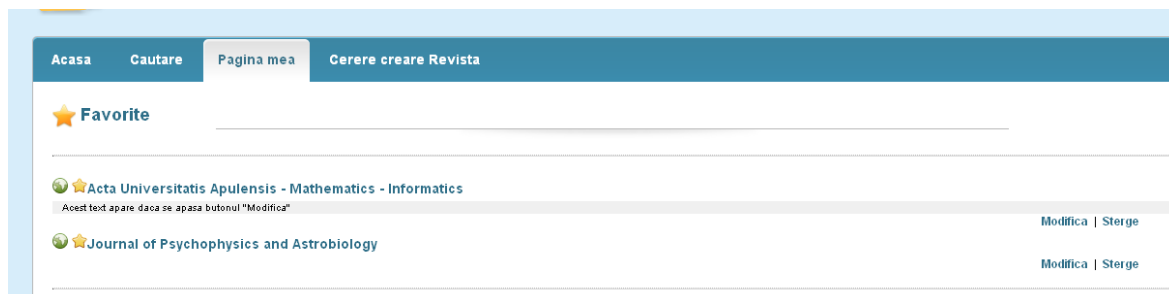 Acasa Cautare Pagina mea Cerere creare Revista
Favorite
Acta Universitatis Apulensis - Mathematics - Informatics
Acest text apare daca se apasa butonul "Modifica"
Modifica | Sterge
Journal of Psychophysics and Astrobiology
Modifica | Sterge